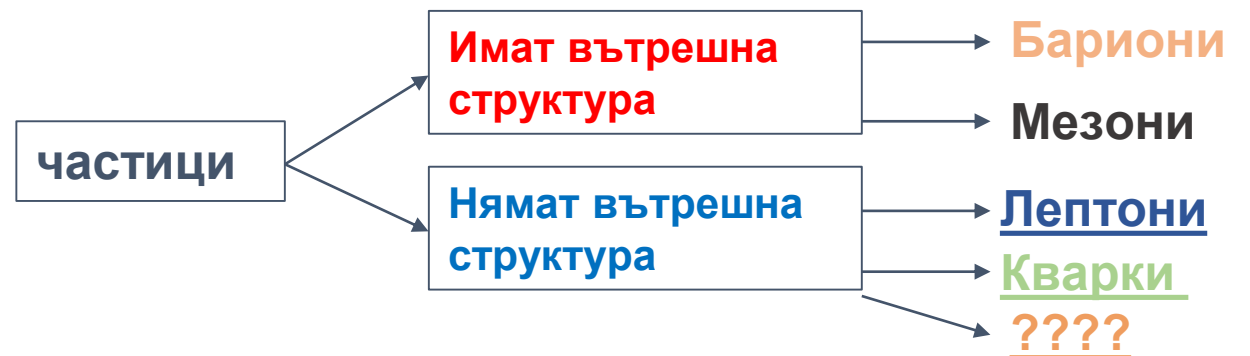 частици
Имат вътрешна
структура
Нямат вътрешна
структура
Бариони
Мезони
Лептони
Кварки
????